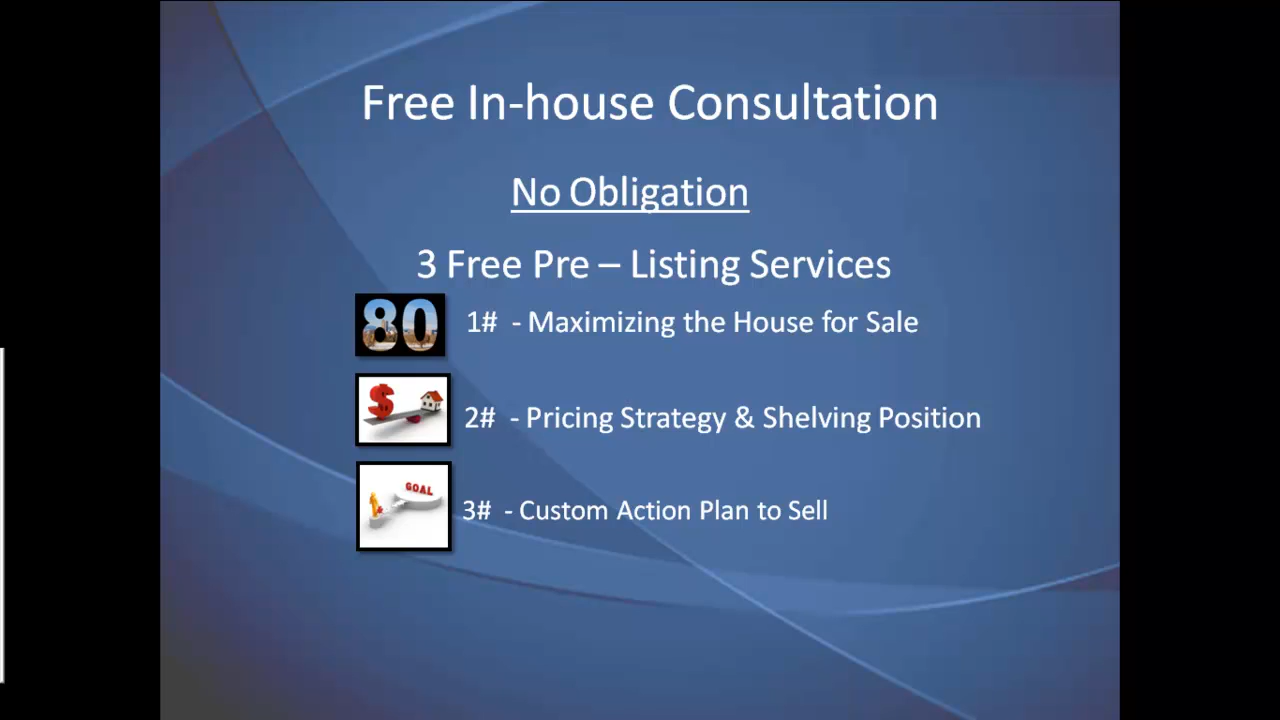 Free In-house Consultation
No Obligation
3 Free Pre – Listing Services
80
1# - Maximizing the House for Sale
$
2# - Pricing Strategy & Shelving Position
GOAL
3# - Custom Action Plan to Sell